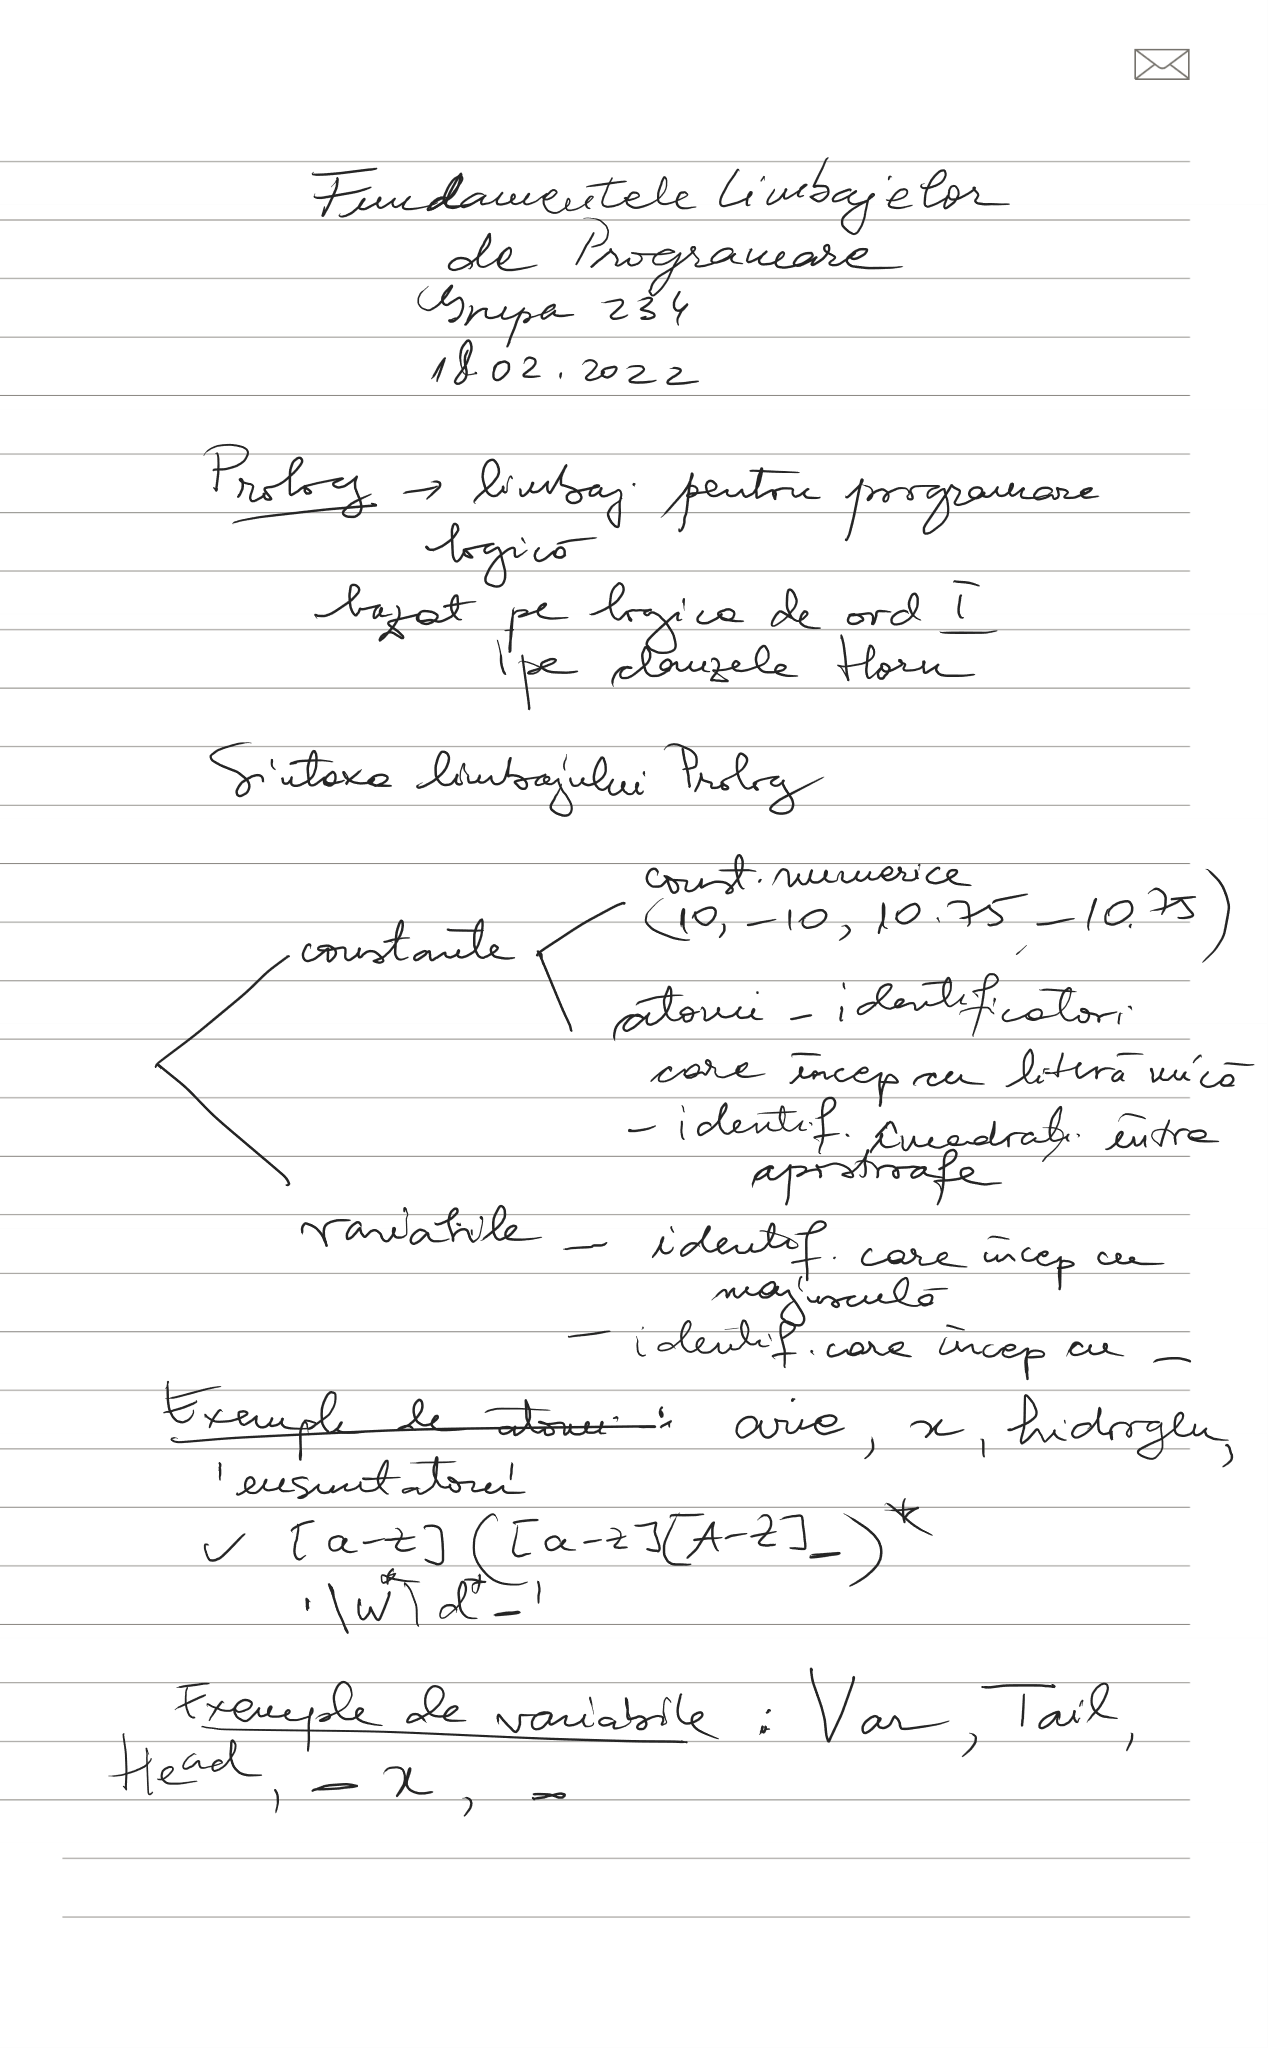 Fundamentele Limbajelor
de Programare
Grupa 234
18.02.2022
Prolog → limbaj pentru programare
logică
bazat pe logica de ord I
pe clauzele Horn
Sintaxa limbajului Prolog
const. numerice
(10, -10, 10.75, -10.75)
constante
atomi - identificatori
care încep cu literă mică
- identif. încadrați între
apostroafe
variabile - identif. care încep cu
majusculă
- identif. care încep cu _
Exemple de atomi: arie, x, hidrogen,
'eusuntatom'
✓ [a-z]([a-z][A-Z]_)*
'\w*\d*_'
Exemple de variabile: Var, Tail,
Head, _x, _